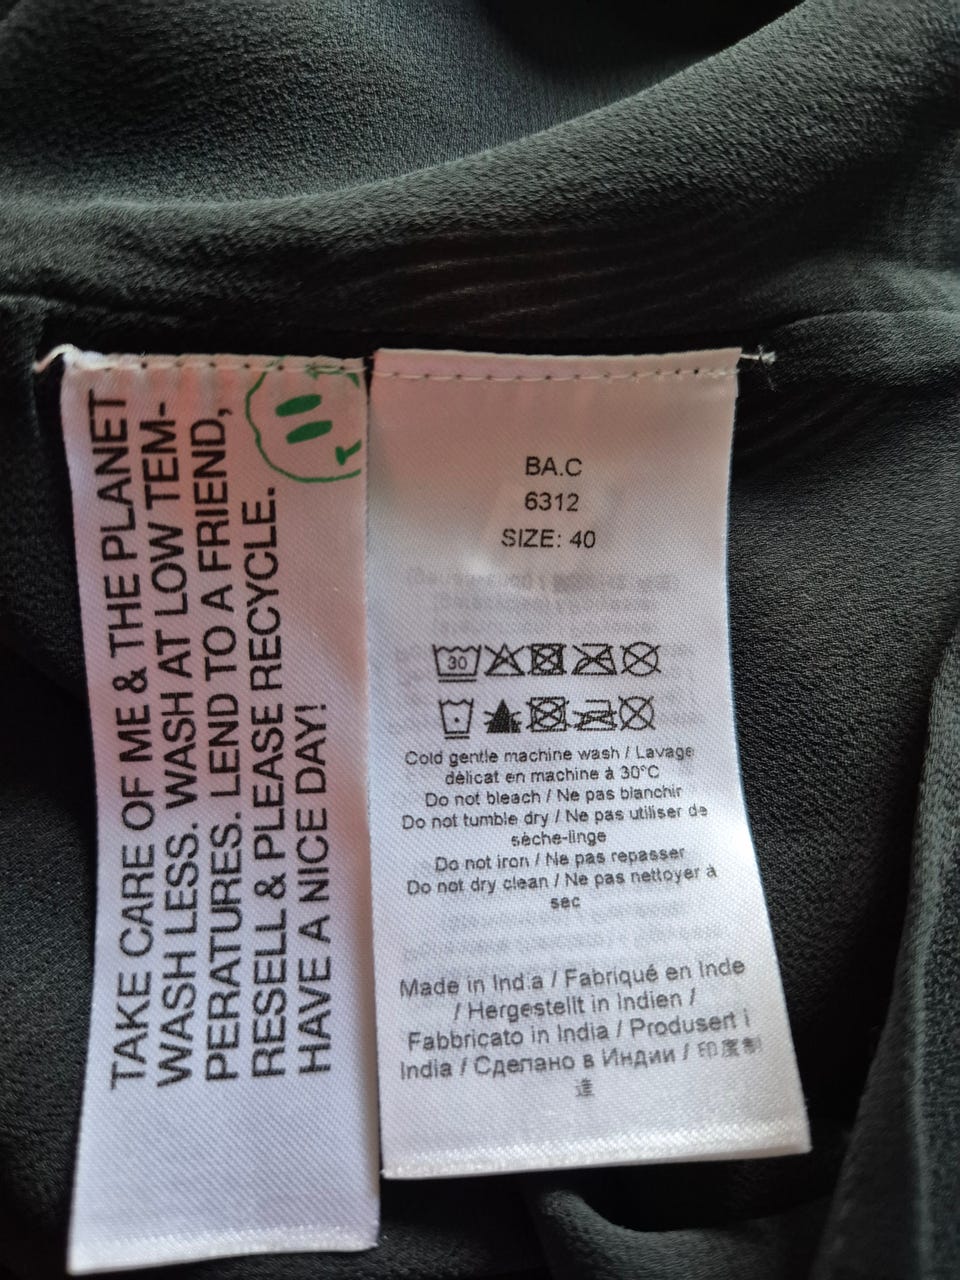 TAKE CARE OF ME & THE PLANET
WASH LESS. WASH AT LOW TEM-
PERATURES. LEND TO A FRIEND,
RESELL & PLEASE RECYCLE.
HAVE A NICE DAY!
BA.C
6312
SIZE: 40
30
Cold gentle machine wash / Lavage
délicat en machine à 30°C
Do not bleach / Ne pas blanchir
Do not tumble dry / Ne pas utiliser de
sèche-linge
Do not iron / Ne pas repasser
Do not dry clean / Ne pas nettoyer à
sec
Made in India / Fabriqué en Inde
/ Hergestellt in Indien /
Fabbricato in India / Produsert i
India / Сделано в Индии / 印度制
造